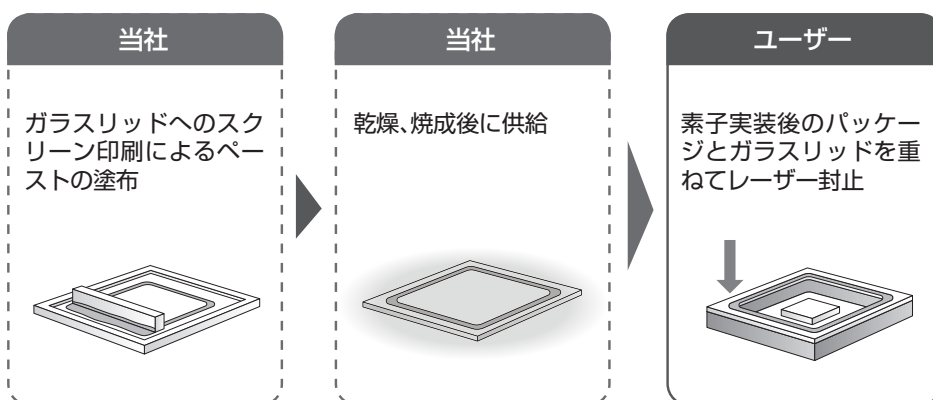 当社
ガラスリッドへのスク
リーン印刷によるペー
ストの塗布
当社
乾燥、焼成後に供給
ユーザー
素子実装後のパッケー
ジとガラスリッドを重
ねてレーザー封止